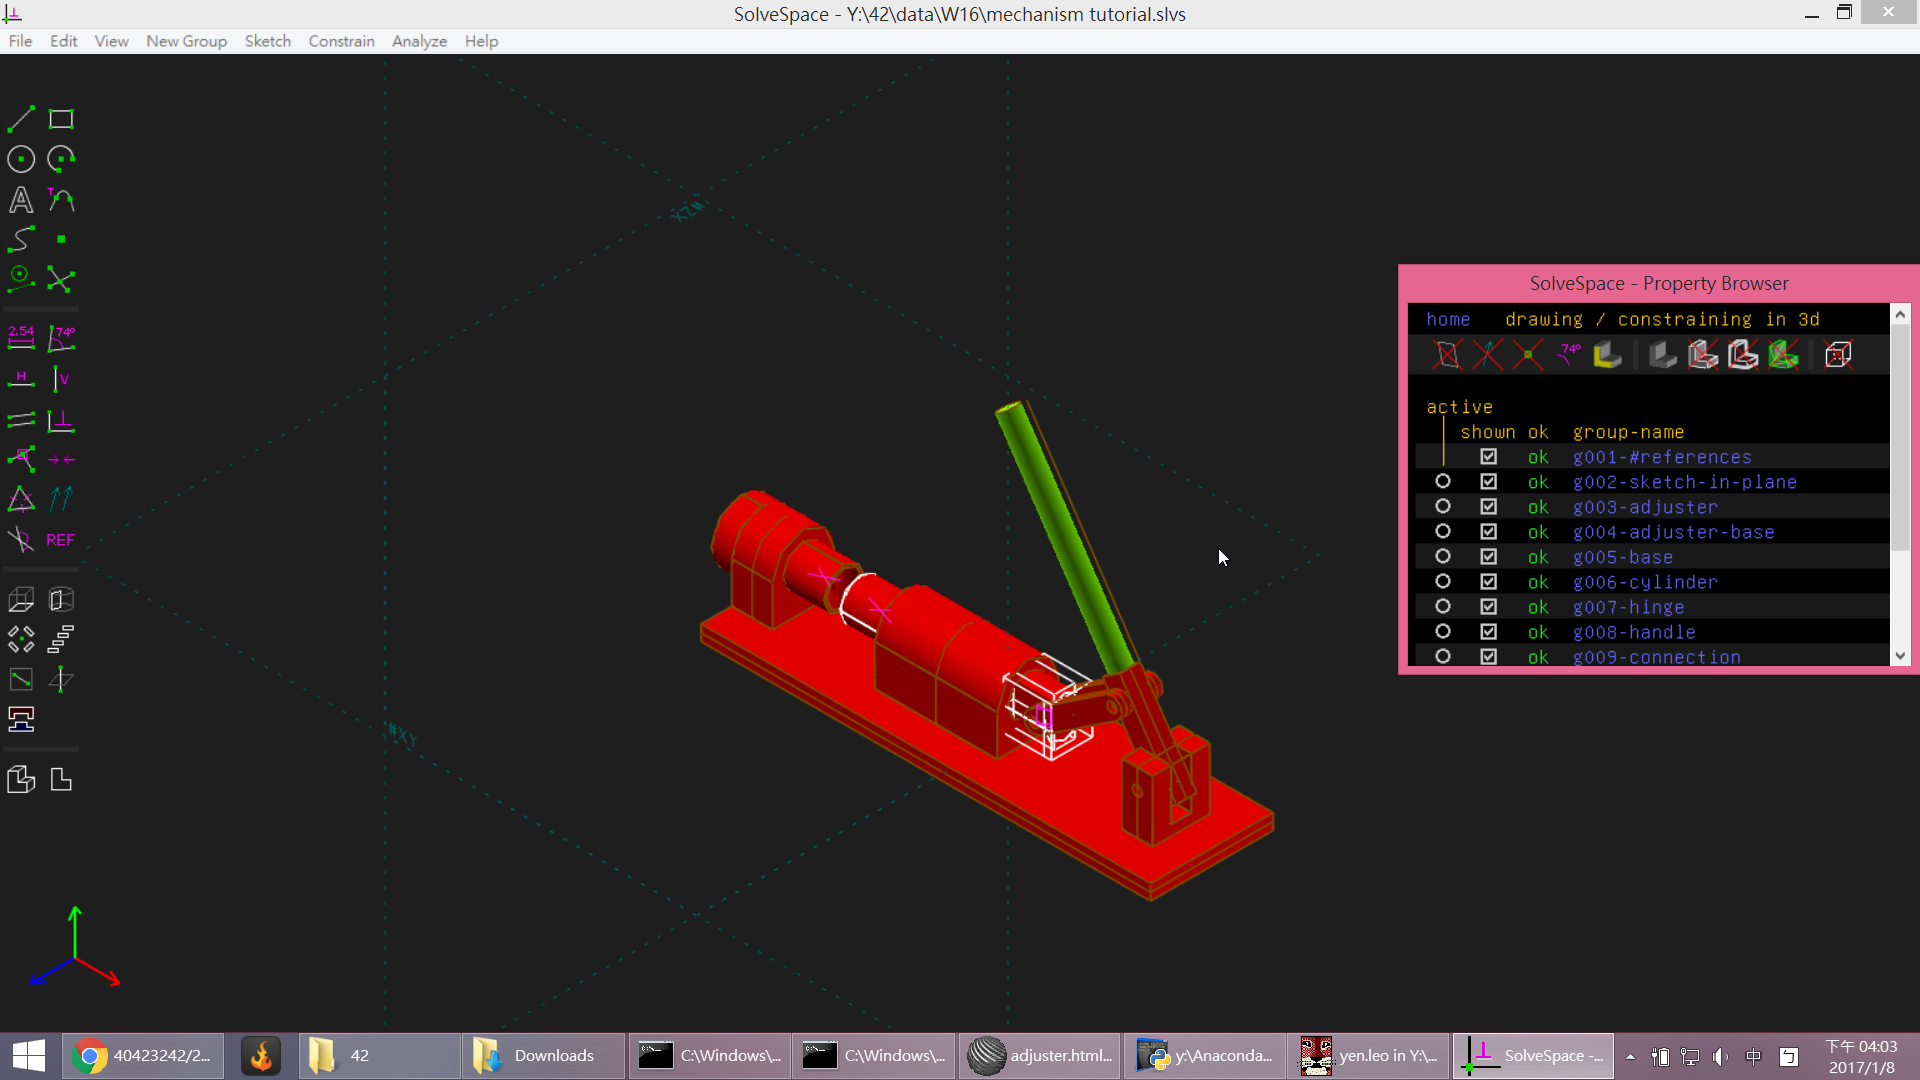 SolveSpace - Y:\42\data\W16\mechanism tutorial.slvs
File Edit View New Group Sketch Constrain Analyze Help
#XZ
2.54 74°
H V
REF
#XY
SolveSpace - Property Browser
home drawing / constraining in 3d
74°
active
shown ok group-name
ok g001-#references
ok g002-sketch-in-plane
ok g003-adjuster
ok g004-adjuster-base
ok g005-base
ok g006-cylinder
ok g007-hinge
ok g008-handle
ok g009-connection
40423242/2...
42
Downloads
C:\Windows\...
C:\Windows\...
adjuster.html...
y:\Anaconda...
yen.leo in Y:\...
SolveSpace -...
中
下午 04:03
2017/1/8